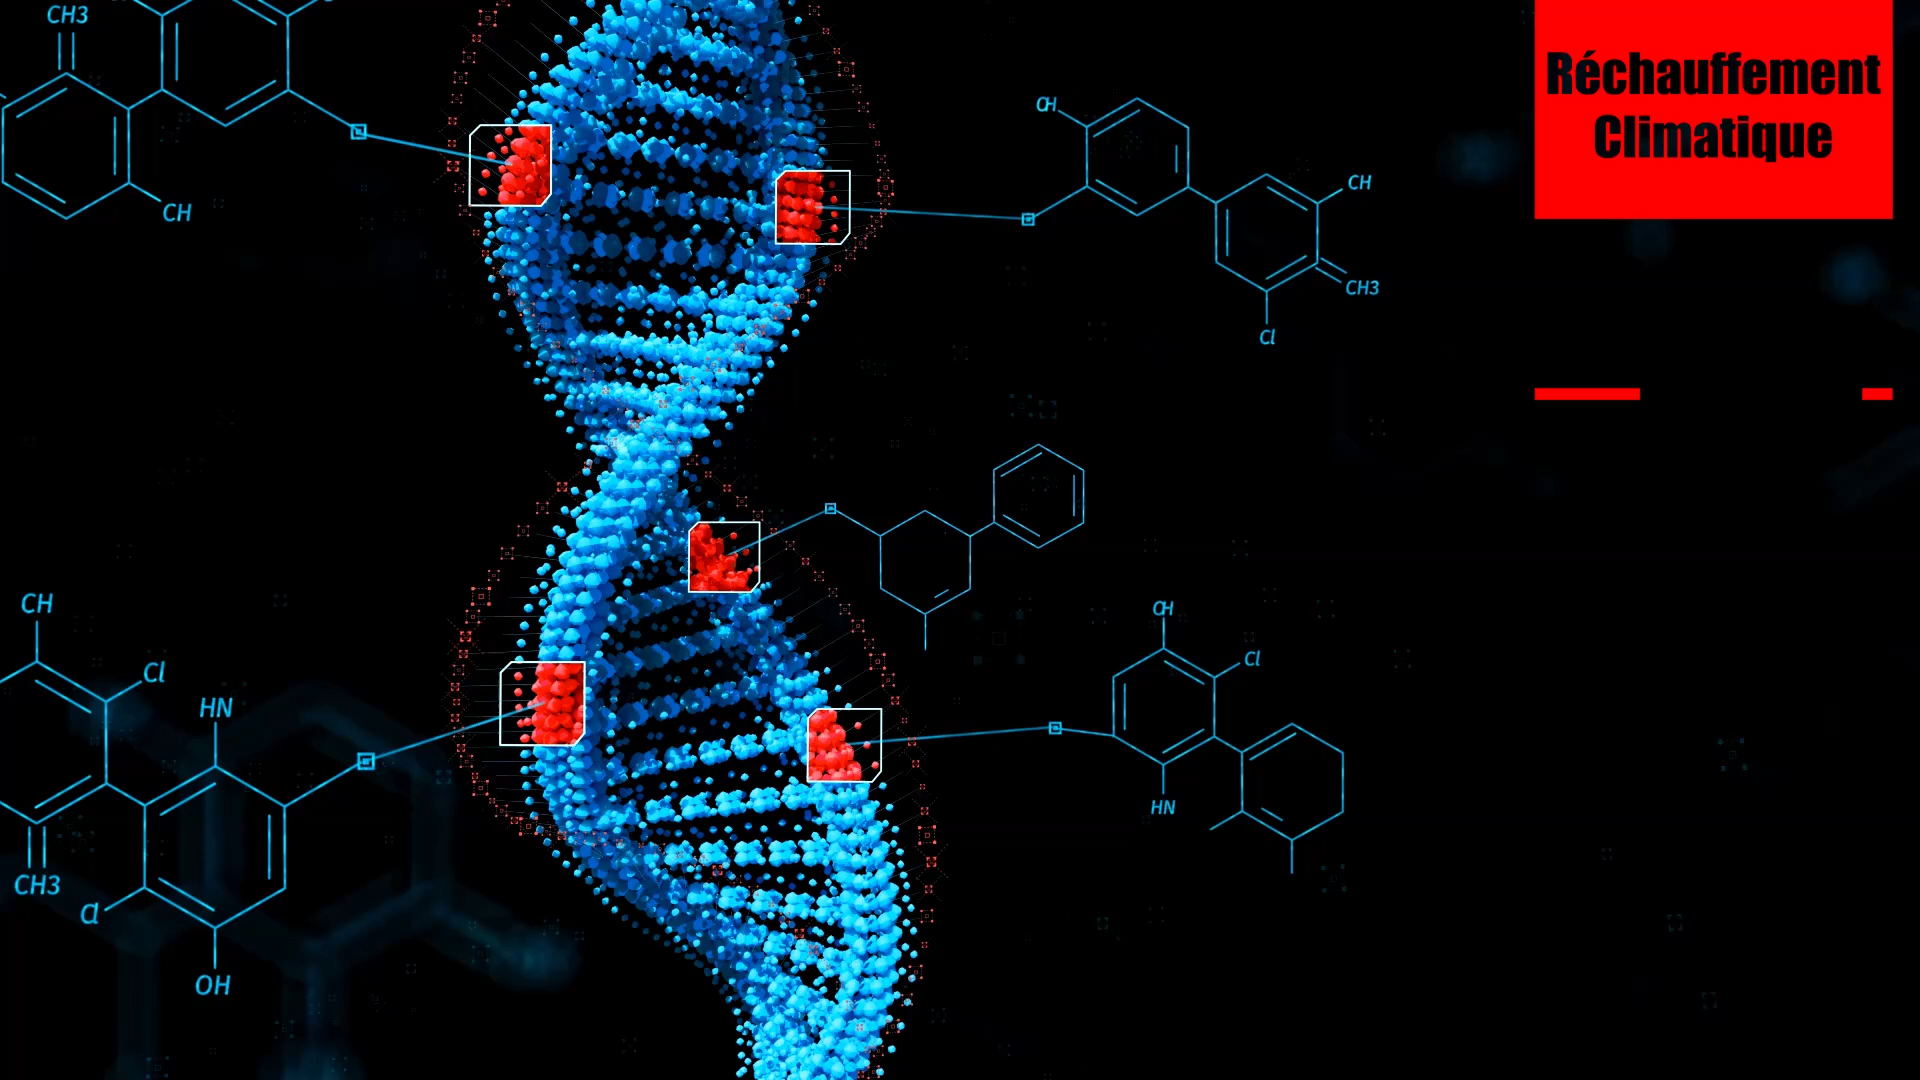 CH3
CH
CH
CH
CH3
Cl
CH
Cl
HN
CH3
Cl
OH
CH
Cl
HN
Réchauffement
Climatique